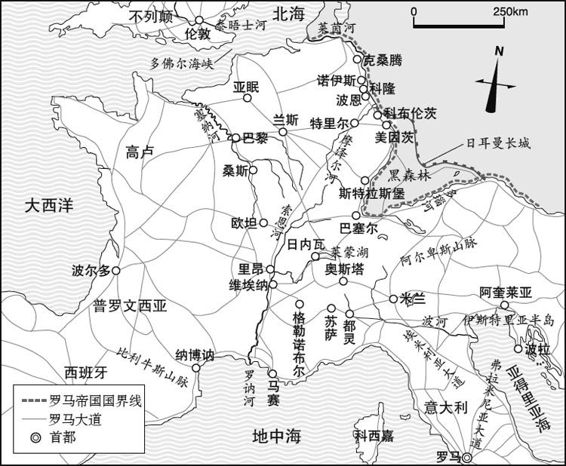 不列颠
北海
伦敦
泰晤士河
莱茵河
多佛尔海峡
克桑腾
诺伊斯
科隆
波恩
科布伦茨
亚眠
兰斯
特里尔
美因茨
塞纳河
巴黎
摩泽尔河
日耳曼长城
高卢
桑斯
黑森林
斯特拉斯堡
大西洋
欧坦
索恩河
巴塞尔
多瑙河
日内瓦
莱蒙湖
阿尔卑斯山脉
波尔多
里昂
奥斯塔
维埃纳
米兰
阿奎莱亚
普罗文西亚
格勒诺布尔
苏萨
都灵
波河
伊斯特里亚半岛
比利牛斯山脉
纳博讷
罗讷河
马赛
埃米利亚大道
弗拉米尼亚大道
波拉
亚得里亚海
西班牙
意大利
地中海
科西嘉
罗马
0
250km
N
罗马帝国国界线
罗马大道
首都